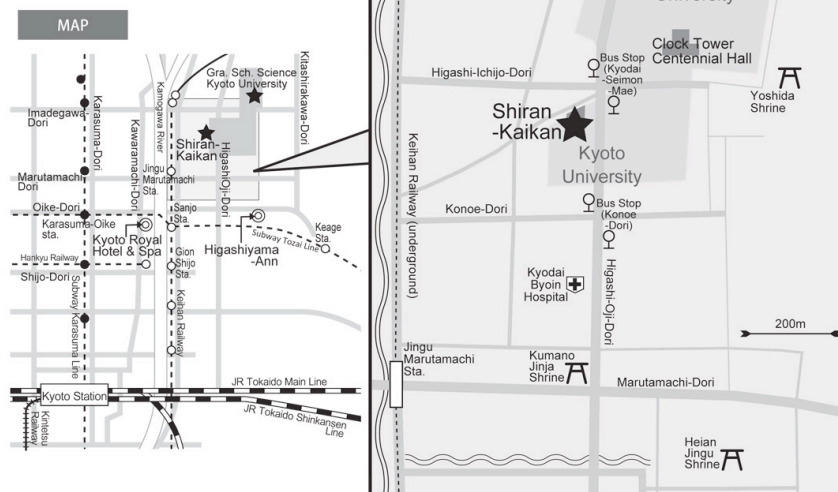 MAP
Gra. Sch. Science
Kyoto University
Kitashirakawa-Dori
Imadegawa-
Dori
Karasuma-Dori
Kawaramachi-Dori
Kamogawa River
Shiran-
Kaikan
HigashiOji-Dori
Marutamachi
Dori
Jingu
Marutamachi
Sta.
Oike-Dori
Karasuma-Oike
sta.
Sanjo
Sta.
Kyoto Royal
Hotel & Spa
Higashiyama
-Ann
Subway Tozai Line
Keage
Sta.
Hankyu Railway
Shijo-Dori
Gion
Shijo
Sta.
Subway Karasuma Line
Keihan Railway
JR Tokaido Main Line
Kyoto Station
JR Tokaido Shinkansen
Line
Kintetsu
Railway
University
Clock Tower
Centennial Hall
Higashi-Ichijo-Dori
Bus Stop
(Kyodai
-Seimon
-Mae)
Yoshida
Shrine
Shiran
-Kaikan
Kyoto
University
Keihan Railway (underground)
Konoe-Dori
Bus Stop
(Konoe
-Dori)
Higashi-Oji-Dori
Kyodai
Byoin
Hospital
200m
Jingu
Marutamachi
Sta.
Kumano
Jinja
Shrine
Marutamachi-Dori
Heian
Jingu
Shrine